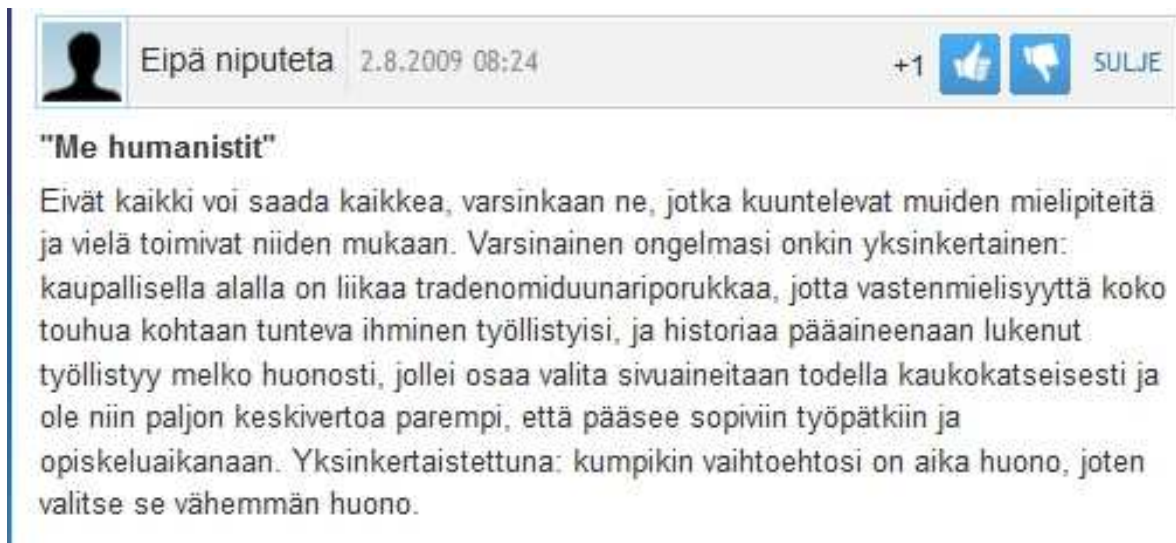 Eipä niputeta 2.8.2009 08:24 +1 SULJE
"Me humanistit"
Eivät kaikki voi saada kaikkea, varsinkaan ne, jotka kuuntelevat muiden mielipiteitä
ja vielä toimivat niiden mukaan. Varsinainen ongelmasi onkin yksinkertainen:
kaupallisella alalla on liikaa tradenomiduunariporukkaa, jotta vastenmielisyyttä koko
touhua kohtaan tunteva ihminen työllistyisi, ja historiaa pääaineenaan lukenut
työllistyy melko huonosti, jollei osaa valita sivuaineitaan todella kaukokatseisesti ja
ole niin paljon keskivertoa parempi, että pääsee sopiviin työpätkiin ja
opiskeluaikanaan. Yksinkertaistettuna: kumpikin vaihtoehtosi on aika huono, joten
valitse se vähemmän huono.